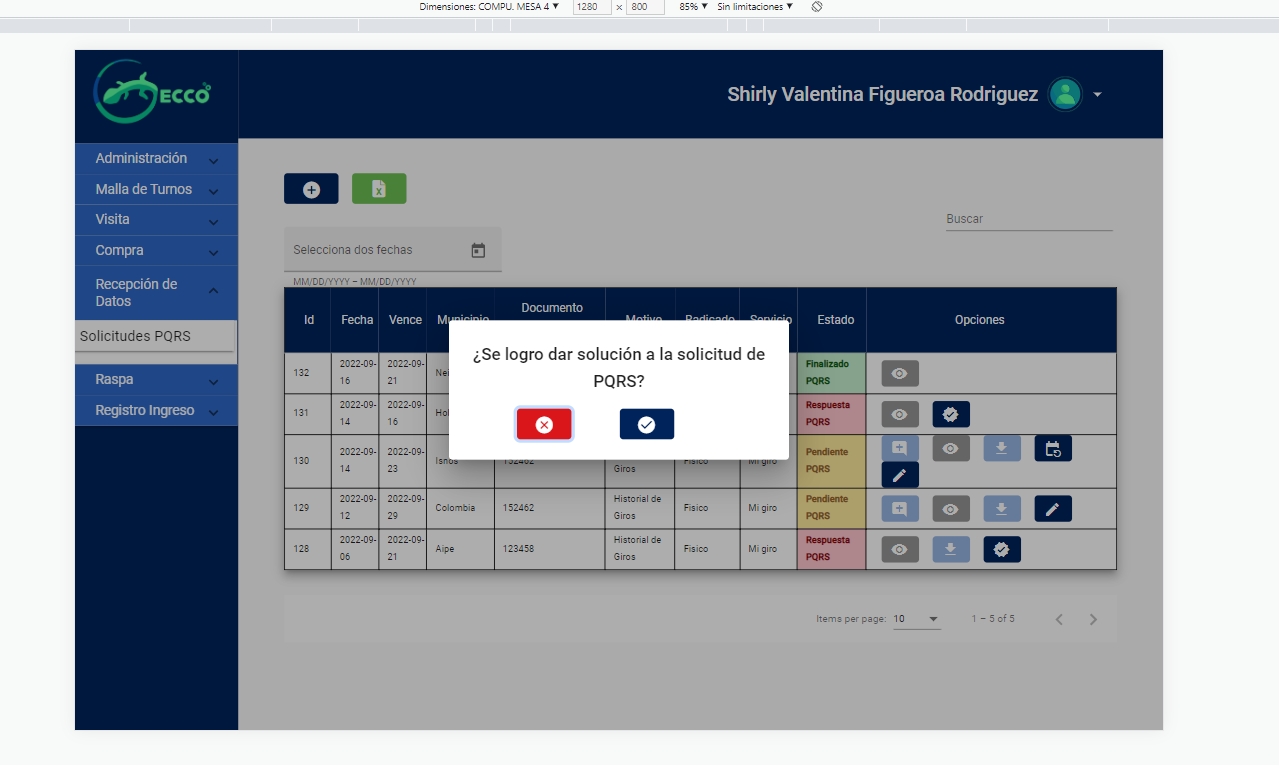 Dimensiones: COMPU. MESA 4 ▼ 1280 × 800 85% ▼ Sin limitaciones ▼
ECCO
Shirly Valentina Figueroa Rodriguez
Administración
Malla de Turnos
Visita
Compra
Recepción de
Datos
Solicitudes PQRS
Raspa
Registro Ingreso
Buscar
Selecciona dos fechas
MM/DD/YYYY – MM/DD/YYYY
Id Fecha Vence Municipio Documento Motivo Radicado Servicio Estado Opciones
¿Se logro dar solución a la solicitud de
PQRS?
132 2022-09-16 2022-09-21 Finalizado PQRS
131 2022-09-14 2022-09-16 Respuesta PQRS
130 2022-09-14 2022-09-23 Isnos 152462 Giros Fisico Mi giro Pendiente PQRS
129 2022-09-12 2022-09-29 Colombia 152462 Historial de Giros Fisico Mi giro Pendiente PQRS
128 2022-09-06 2022-09-21 Aipe 123458 Historial de Giros Fisico Mi giro Respuesta PQRS
Items per page: 10 1 – 5 of 5